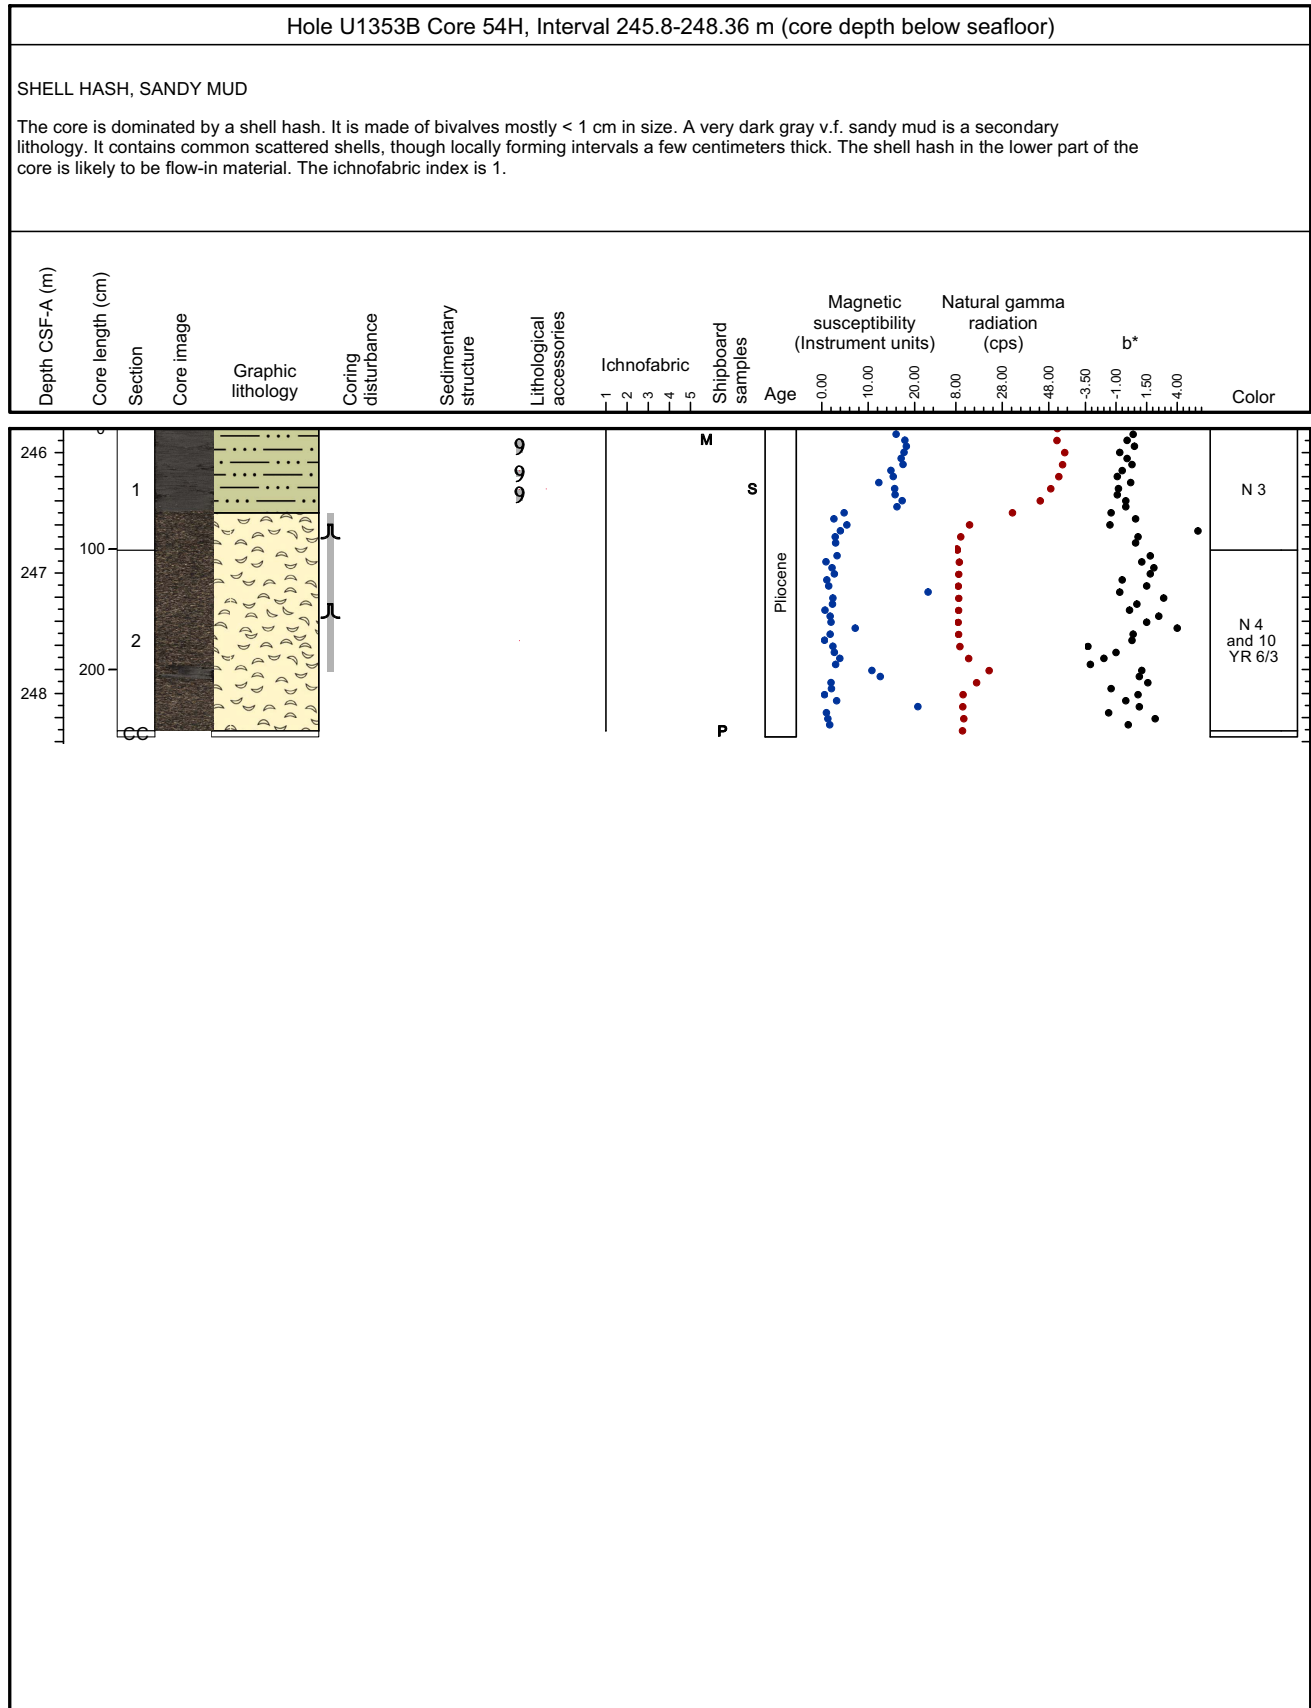 Hole U1353B Core 54H, Interval 245.8-248.36 m (core depth below seafloor)
SHELL HASH, SANDY MUD
The core is dominated by a shell hash. It is made of bivalves mostly < 1 cm in size. A very dark gray v.f. sandy mud is a secondary
lithology. It contains common scattered shells, though locally forming intervals a few centimeters thick. The shell hash in the lower part of the
core is likely to be flow-in material. The ichnofabric index is 1.
Depth CSF-A (m)
Core length (cm)
Section
Core image
Graphic
lithology
Coring
disturbance
Sedimentary
structure
Lithological
accessories
Ichnofabric
1 2 3 4 5
Shipboard
samples
Age
Magnetic
susceptibility
(Instrument units)
0.00 10.00 20.00
Natural gamma
radiation
(cps)
8.00 28.00 48.00
b*
-3.50 -1.00 1.50 4.00
Color
246
247
248
0
100
200
1
2
CC
M
S
P
Pliocene
N 3
N 4
and 10
YR 6/3